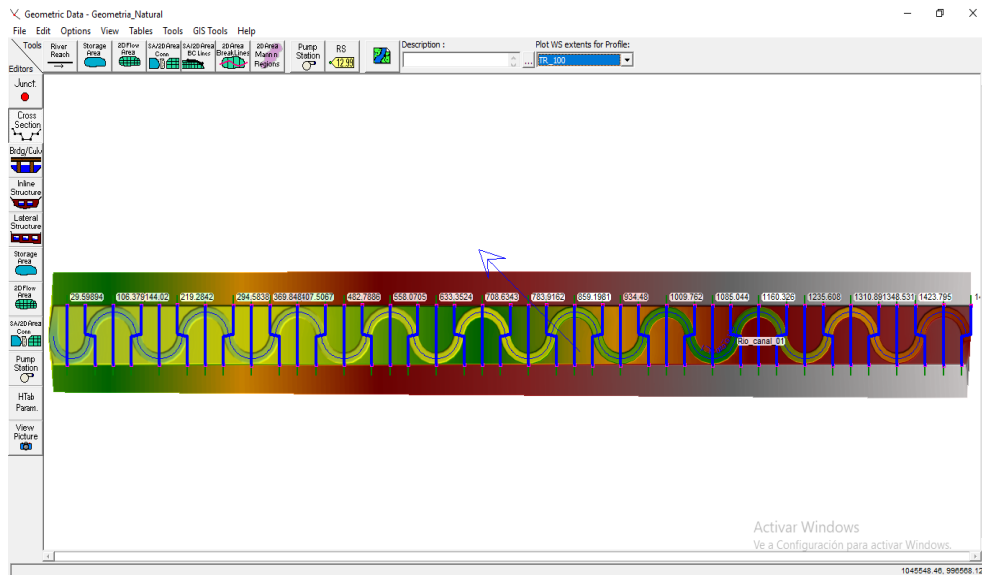 Geometric Data - Geometria_Natural
File Edit Options View Tables Tools GIS Tools Help
Tools
Editors
River Reach
Storage Area
2D Flow Area
SA/2D Area Conn
SA/2D Area BC Lines
2D Area BreakLines
2D Area Mann n Regions
Pump Station
RS
12.99
Description :
...
Plot WS extents for Profile:
TR_100
Junct.
Cross Section
Brdg/Culv
Inline Structure
Lateral Structure
Storage Area
2D Flow Area
SA/2D Area Conn
Pump Station
HTab Param.
View Picture
29.59894 106.379144.02 219.2842 294.5838 369.848407.5067 482.7886 558.0705 633.3524 708.6343 783.9162 859.1981 934.48 1009.762 1085.044 1160.326 1235.608 1310.891348.531 1423.795
Rio_canal_01
Activar Windows
Ve a Configuración para activar Windows.
1045548.46, 996568.12